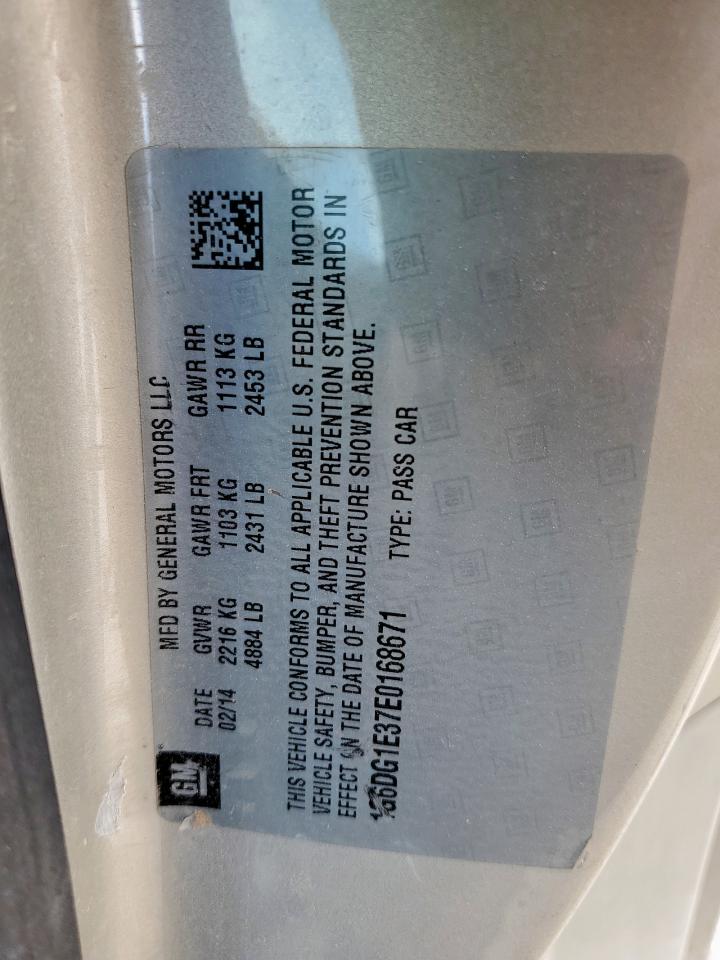 MFD BY GENERAL MOTORS LLC
GM
DATE GVWR GAWR FRT GAWR RR
02/14 2216 KG 1103 KG 1113 KG
4884 LB 2431 LB 2453 LB
THIS VEHICLE CONFORMS TO ALL APPLICABLE U.S. FEDERAL MOTOR
VEHICLE SAFETY, BUMPER, AND THEFT PREVENTION STANDARDS IN
EFFECT ON THE DATE OF MANUFACTURE SHOWN ABOVE.
1G6DG1E37E0168671 TYPE: PASS CAR